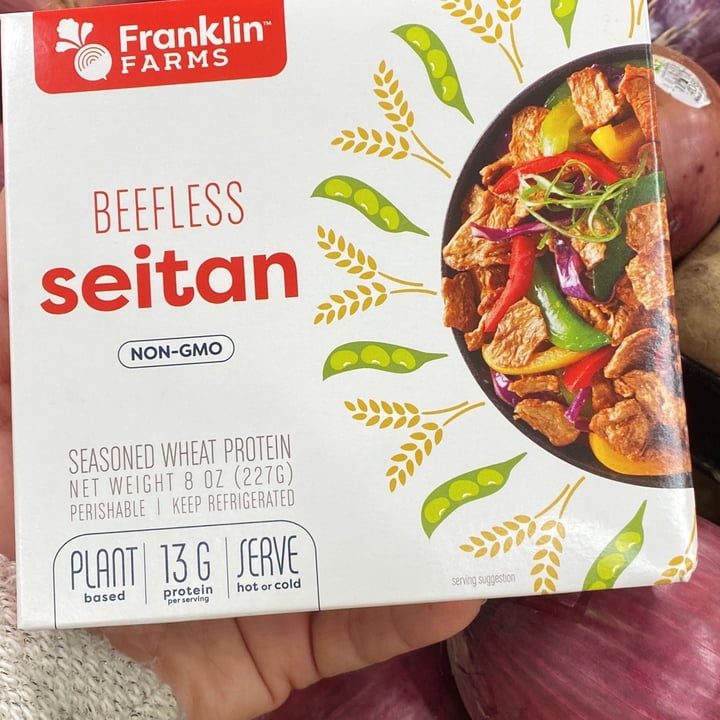 Franklin™
FARMS
BEEFLESS
seitan
NON-GMO
SEASONED WHEAT PROTEIN
NET WEIGHT 8 OZ (227G)
PERISHABLE | KEEP REFRIGERATED
PLANT
based
13 G
protein
per serving
SERVE
hot or cold
serving suggestion